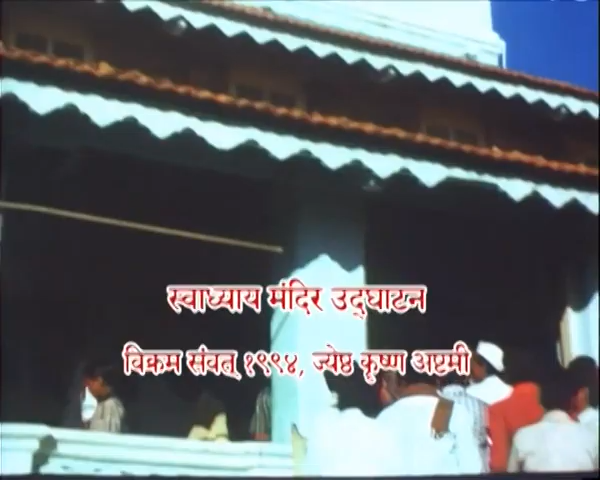 स्वाध्याय मंदिर उद्‌घाटन
विक्रम संवत् १९९४, ज्येष्ठ कृष्ण अष्टमी